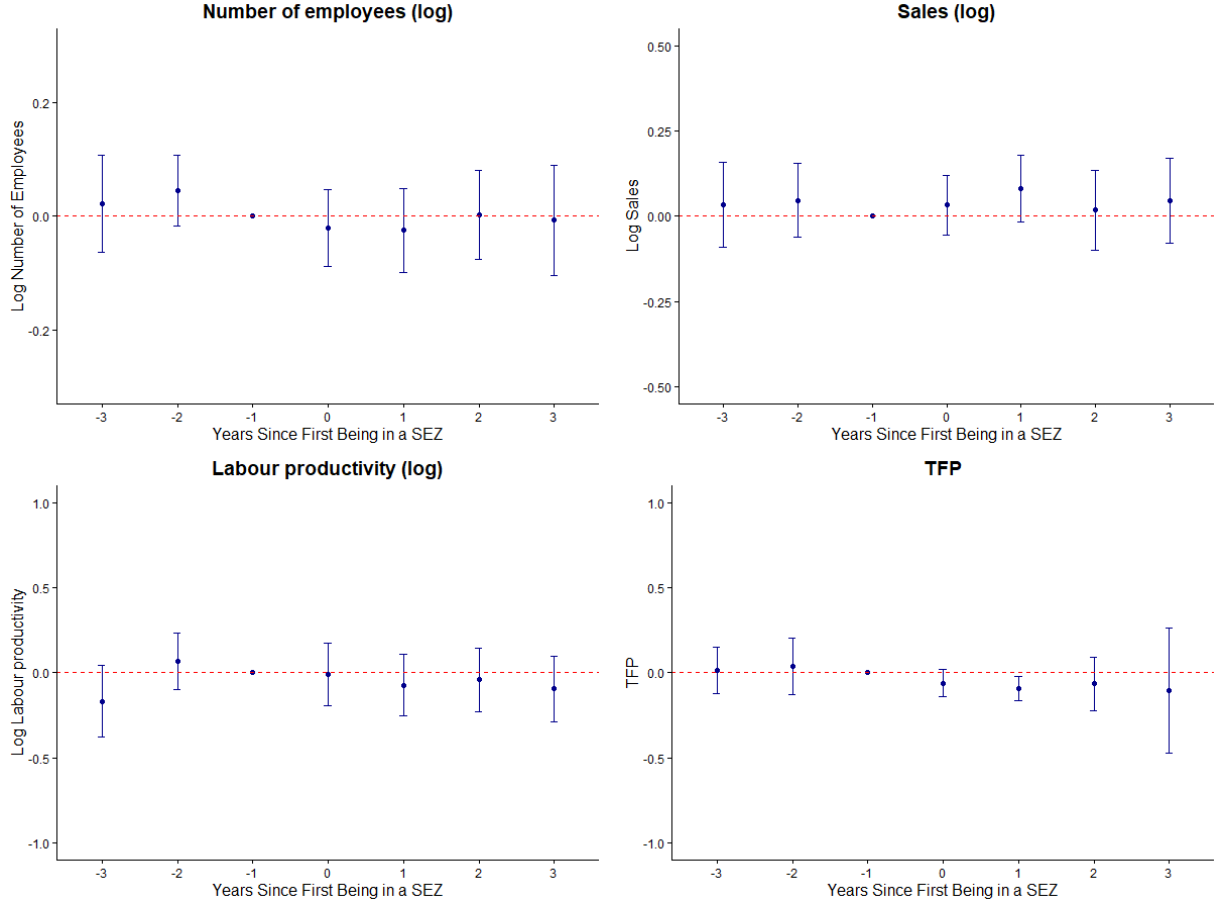 Number of employees (log)
Log Number of Employees
0.2
0.0
-0.2
-3 -2 -1 0 1 2 3
Years Since First Being in a SEZ
Sales (log)
Log Sales
0.50
0.25
0.00
-0.25
-0.50
-3 -2 -1 0 1 2 3
Years Since First Being in a SEZ
Labour productivity (log)
Log Labour productivity
1.0
0.5
0.0
-0.5
-1.0
-3 -2 -1 0 1 2 3
Years Since First Being in a SEZ
TFP
TFP
1.0
0.5
0.0
-0.5
-1.0
-3 -2 -1 0 1 2 3
Years Since First Being in a SEZ